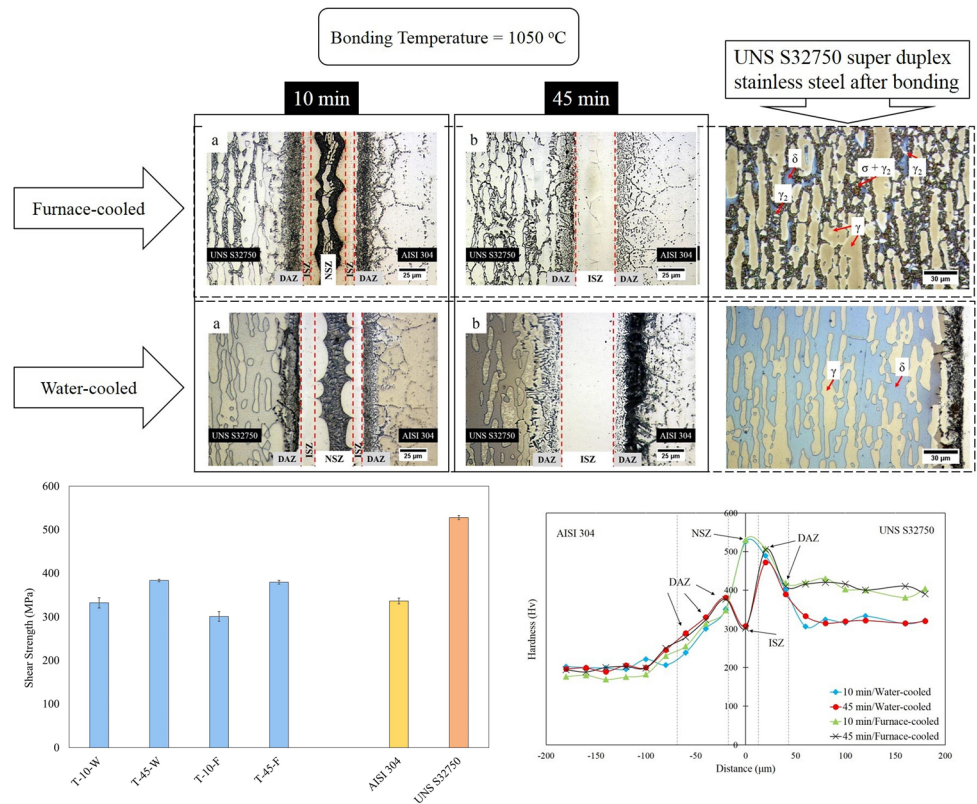 Bonding Temperature = 1050 °C
UNS S32750 super duplex
stainless steel after bonding
10 min
45 min
Furnace-cooled
a
UNS S32750
AISI 304
DAZ
ISZ
NSZ
ISZ
DAZ
25 µm
b
UNS S32750
AISI 304
DAZ
ISZ
DAZ
25 µm
δ
σ + γ₂
γ₂
γ₂
γ
30 µm
Water-cooled
a
UNS S32750
AISI 304
DAZ
ISZ
NSZ
ISZ
DAZ
25 µm
b
UNS S32750
AISI 304
DAZ
ISZ
DAZ
25 µm
γ
δ
30 µm
Shear Strength (MPa)
600
500
400
300
200
100
0
T-10-W
T-45-W
T-10-F
T-45-F
AISI 304
UNS S32750
AISI 304
UNS S32750
NSZ
DAZ
DAZ
ISZ
Hardness (Hv)
600
500
400
300
200
100
0
10 min/Water-cooled
45 min/Water-cooled
10 min/Furnace-cooled
45 min/Furnace-cooled
-200
-150
-100
-50
0
50
100
150
200
Distance (µm)